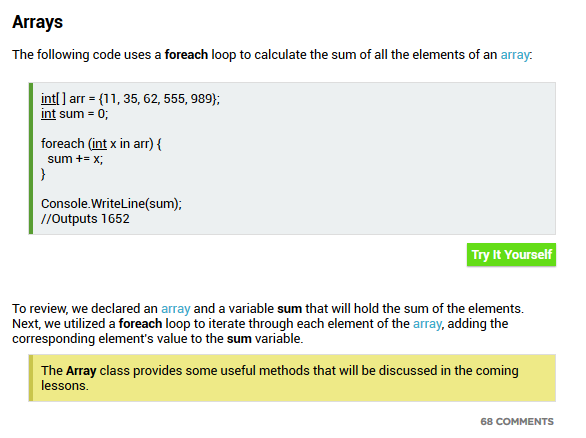 Arrays
The following code uses a foreach loop to calculate the sum of all the elements of an array:
int[ ] arr = {11, 35, 62, 555, 989};
int sum = 0;
foreach (int x in arr) {
sum += x;
}
Console.WriteLine(sum);
//Outputs 1652
Try It Yourself
To review, we declared an array and a variable sum that will hold the sum of the elements.
Next, we utilized a foreach loop to iterate through each element of the array, adding the
corresponding element's value to the sum variable.
The Array class provides some useful methods that will be discussed in the coming
lessons.
68 COMMENTS